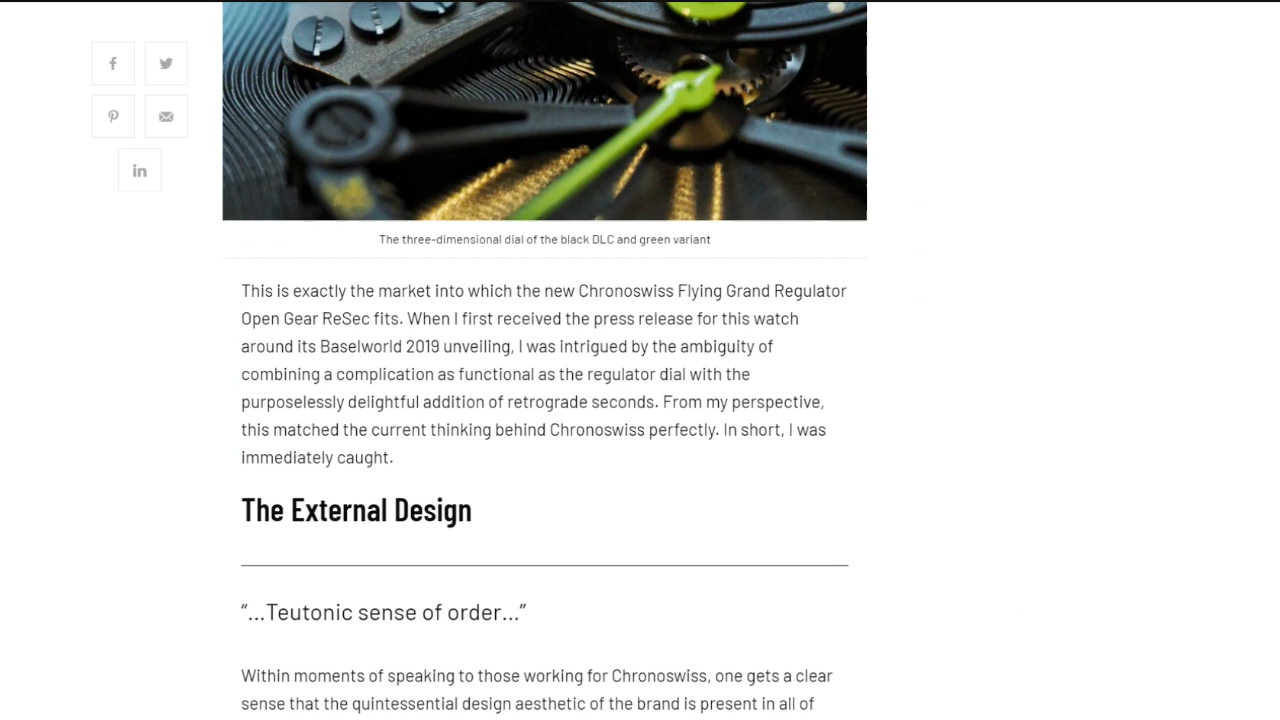 The three-dimensional dial of the black DLC and green variant
This is exactly the market into which the new Chronoswiss Flying Grand Regulator
Open Gear ReSec fits. When I first received the press release for this watch
around its Baselworld 2019 unveiling, I was intrigued by the ambiguity of
combining a complication as functional as the regulator dial with the
purposelessly delightful addition of retrograde seconds. From my perspective,
this matched the current thinking behind Chronoswiss perfectly. In short, I was
immediately caught.
The External Design
“...Teutonic sense of order...”
Within moments of speaking to those working for Chronoswiss, one gets a clear
sense that the quintessential design aesthetic of the brand is present in all of